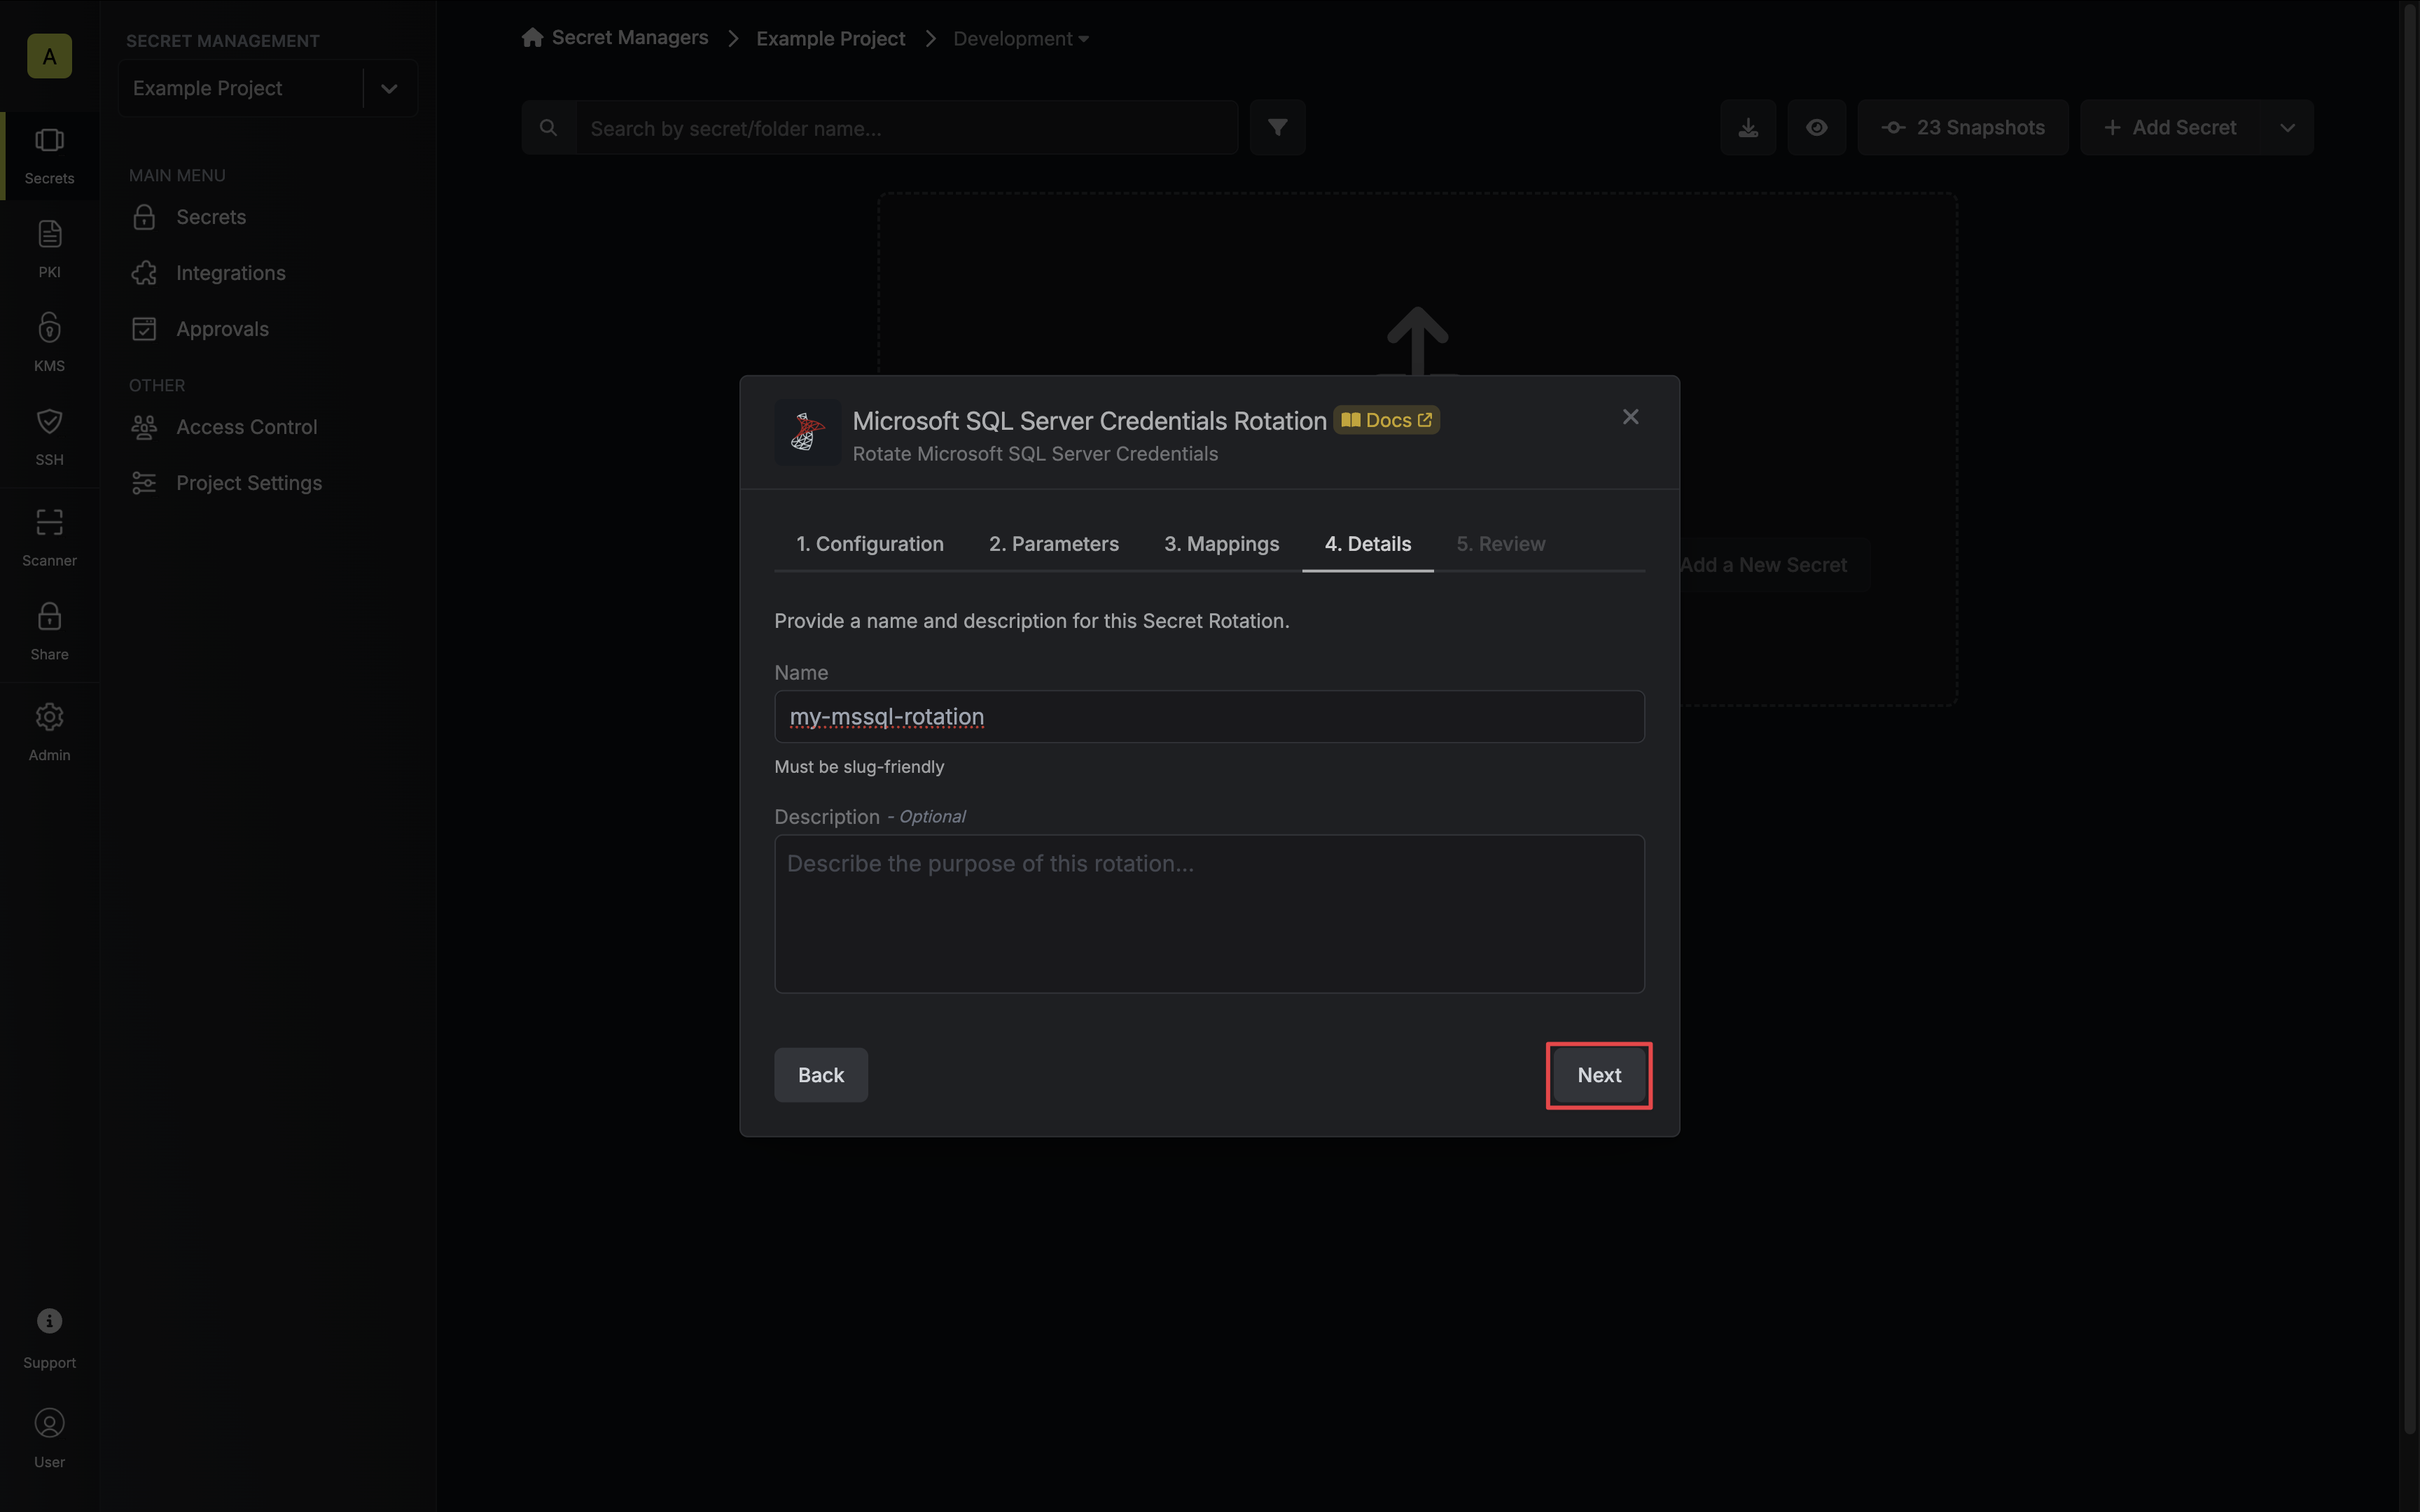 A
Secrets
PKI
KMS
SSH
Scanner
Share
Admin
Support
User
SECRET MANAGEMENT
Example Project
MAIN MENU
Secrets
Integrations
Approvals
OTHER
Access Control
Project Settings
Secret Managers
Example Project
Development
Search by secret/folder name...
23 Snapshots
Add Secret
Add a New Secret
Microsoft SQL Server Credentials Rotation Docs
Rotate Microsoft SQL Server Credentials
1. Configuration 2. Parameters 3. Mappings 4. Details 5. Review
Provide a name and description for this Secret Rotation.
Name
my-mssql-rotation
Must be slug-friendly
Description - Optional
Describe the purpose of this rotation...
Back
Next